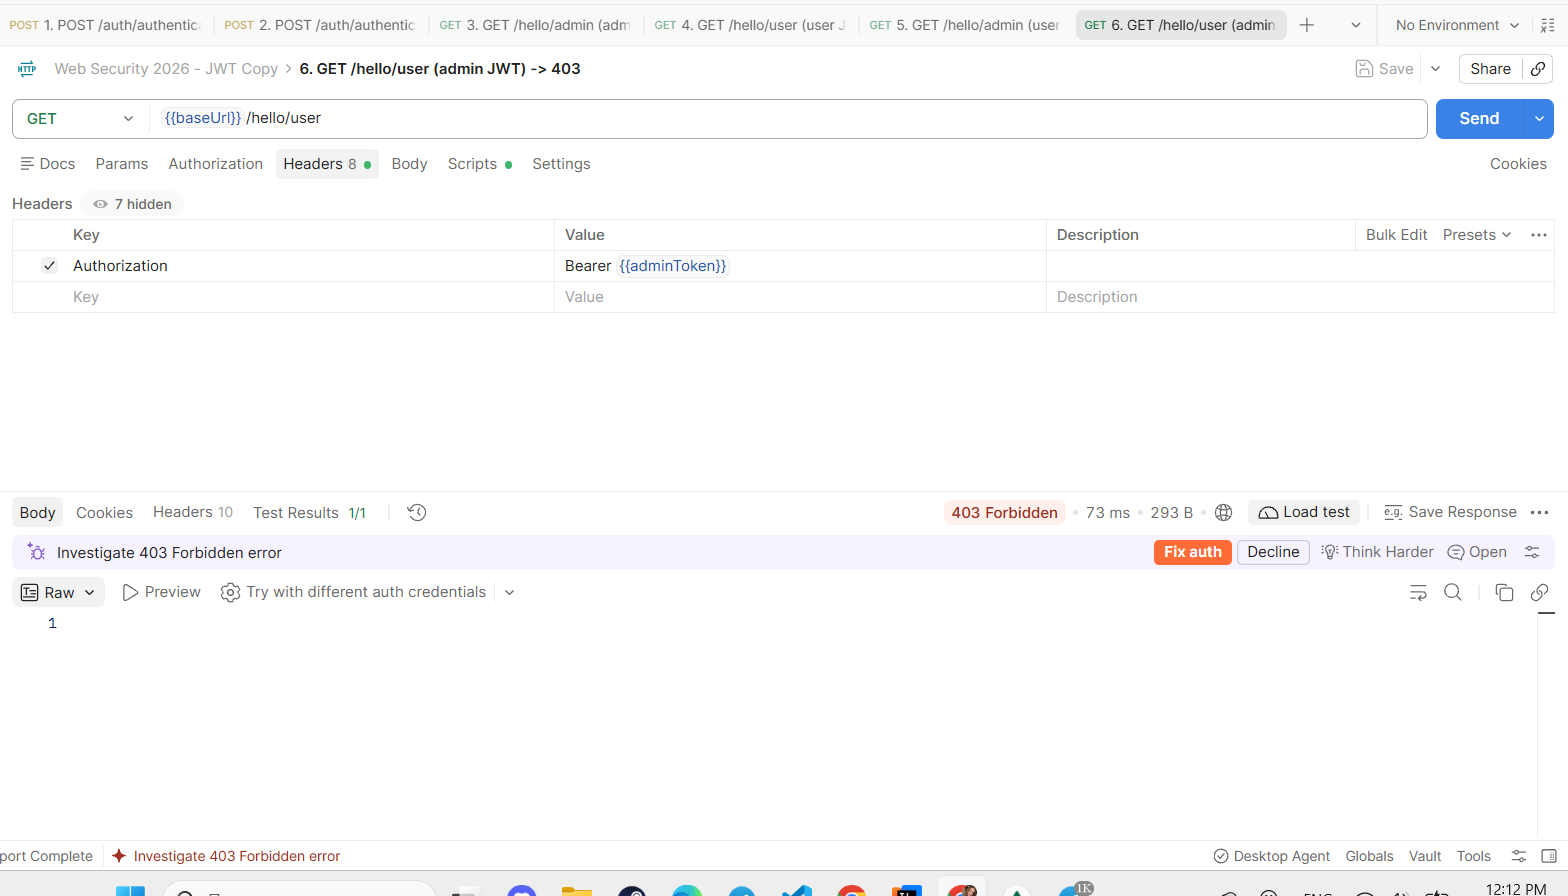 POST 1. POST /auth/authentic POST 2. POST /auth/authentic GET 3. GET /hello/admin (adm GET 4. GET /hello/user (user J GET 5. GET /hello/admin (user GET 6. GET /hello/user (admin No Environment
HTTP Web Security 2026 - JWT Copy > 6. GET /hello/user (admin JWT) -> 403 Save Share
GET {{baseUrl}} /hello/user Send
Docs Params Authorization Headers 8 Body Scripts Settings Cookies
Headers 7 hidden
Key Value Description Bulk Edit Presets
Authorization Bearer {{adminToken}}
Key Value Description
Body Cookies Headers 10 Test Results 1/1 403 Forbidden 73 ms 293 B Load test e.g. Save Response
Investigate 403 Forbidden error Fix auth Decline Think Harder Open
Raw Preview Try with different auth credentials
1
port Complete Investigate 403 Forbidden error Desktop Agent Globals Vault Tools
1K 12:12 PM